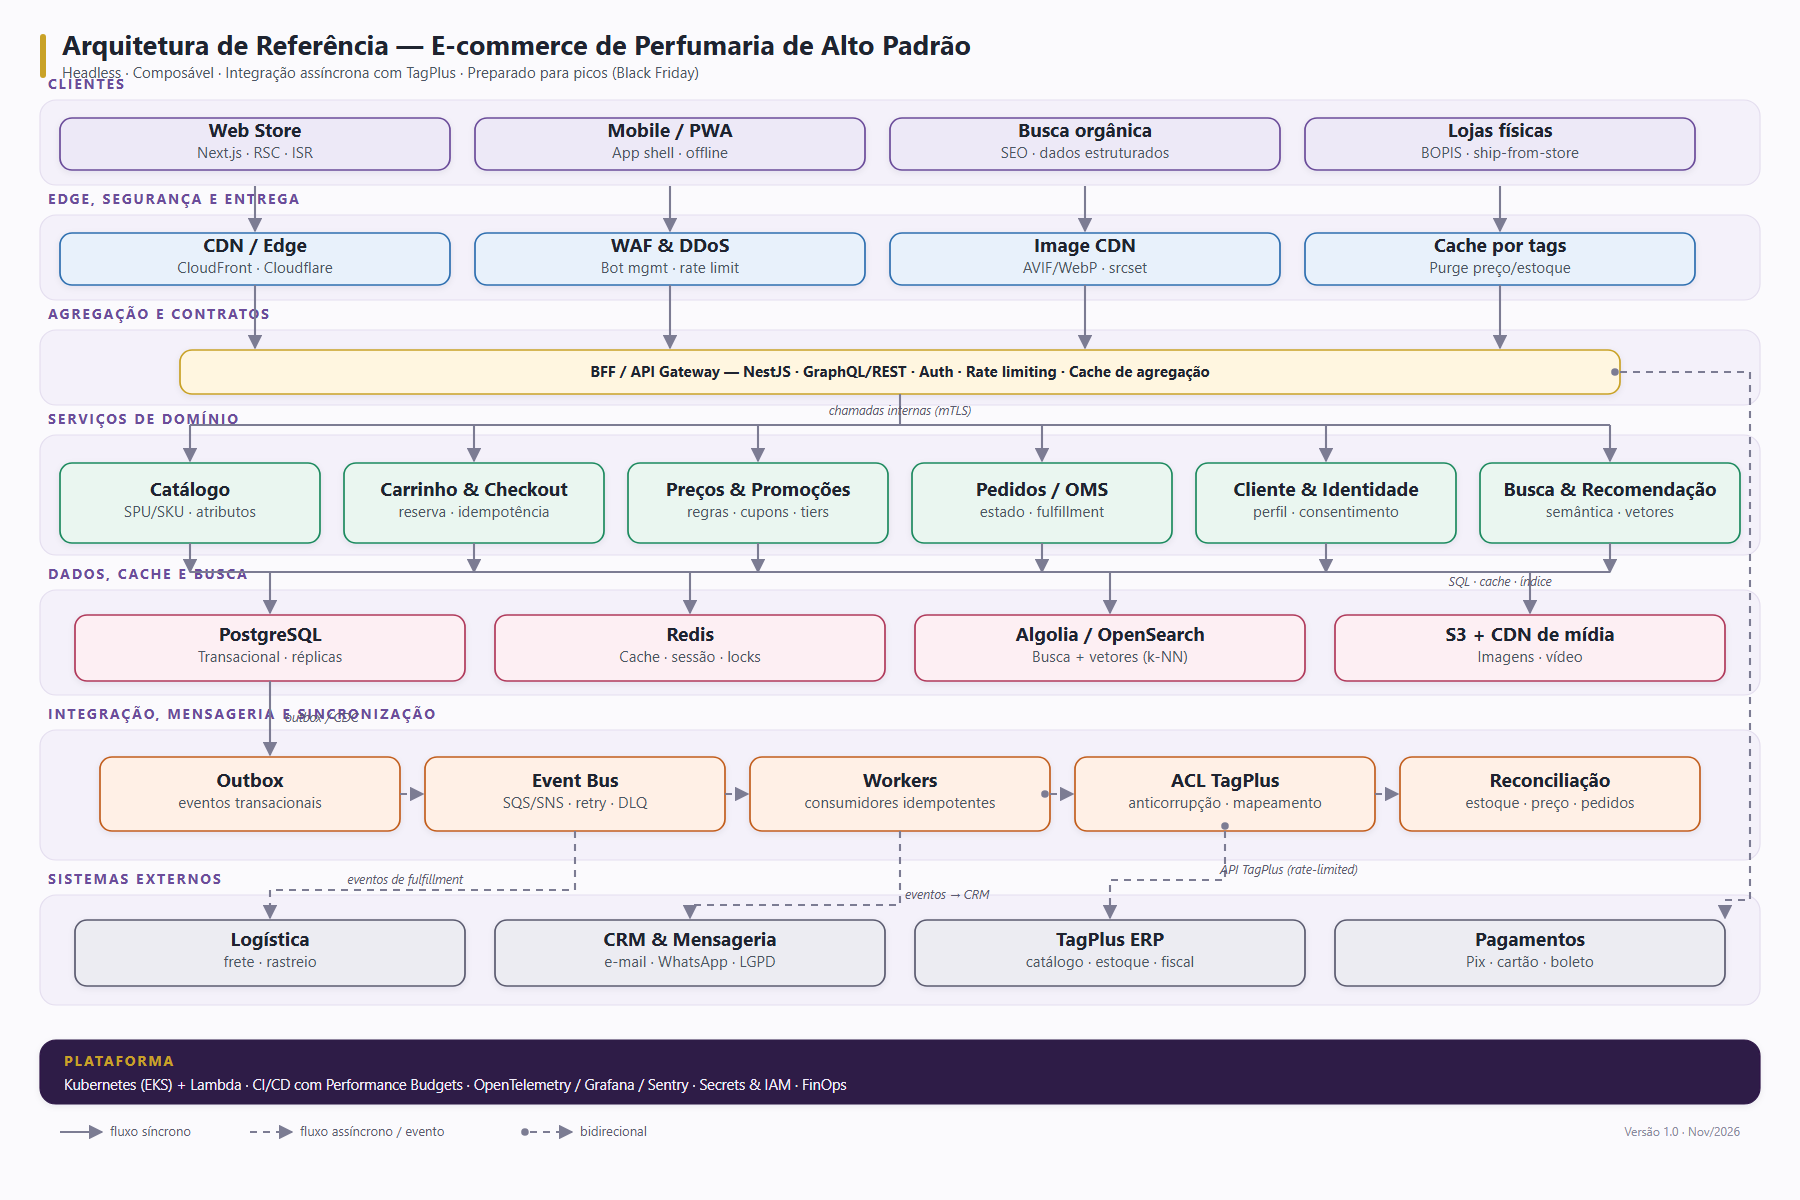 Arquitetura de Referência — E-commerce de Perfumaria de Alto Padrão
Headless · Composável · Integração assíncrona com TagPlus · Preparado para picos (Black Friday)
CLIENTES
Web Store
Next.js · RSC · ISR
Mobile / PWA
App shell · offline
Busca orgânica
SEO · dados estruturados
Lojas físicas
BOPIS · ship-from-store
EDGE, SEGURANÇA E ENTREGA
CDN / Edge
CloudFront · Cloudflare
WAF & DDoS
Bot mgmt · rate limit
Image CDN
AVIF/WebP · srcset
Cache por tags
Purge preço/estoque
AGREGAÇÃO E CONTRATOS
BFF / API Gateway — NestJS · GraphQL/REST · Auth · Rate limiting · Cache de agregação
chamadas internas (mTLS)
SERVIÇOS DE DOMÍNIO
Catálogo
SPU/SKU · atributos
Carrinho & Checkout
reserva · idempotência
Preços & Promoções
regras · cupons · tiers
Pedidos / OMS
estado · fulfillment
Cliente & Identidade
perfil · consentimento
Busca & Recomendação
semântica · vetores
DADOS, CACHE E BUSCA
SQL · cache · índice
PostgreSQL
Transacional · réplicas
Redis
Cache · sessão · locks
Algolia / OpenSearch
Busca + vetores (k-NN)
S3 + CDN de mídia
Imagens · vídeo
INTEGRAÇÃO, MENSAGERIA E SINCRONIZAÇÃO
outbox / CDC
Outbox
eventos transacionais
Event Bus
SQS/SNS · retry · DLQ
Workers
consumidores idempotentes
ACL TagPlus
anticorrupção · mapeamento
Reconciliação
estoque · preço · pedidos
SISTEMAS EXTERNOS
eventos de fulfillment
eventos → CRM
API TagPlus (rate-limited)
Logística
frete · rastreio
CRM & Mensageria
e-mail · WhatsApp · LGPD
TagPlus ERP
catálogo · estoque · fiscal
Pagamentos
Pix · cartão · boleto
PLATAFORMA
Kubernetes (EKS) + Lambda · CI/CD com Performance Budgets · OpenTelemetry / Grafana / Sentry · Secrets & IAM · FinOps
fluxo síncrono
fluxo assíncrono / evento
bidirecional
Versão 1.0 · Nov/2026